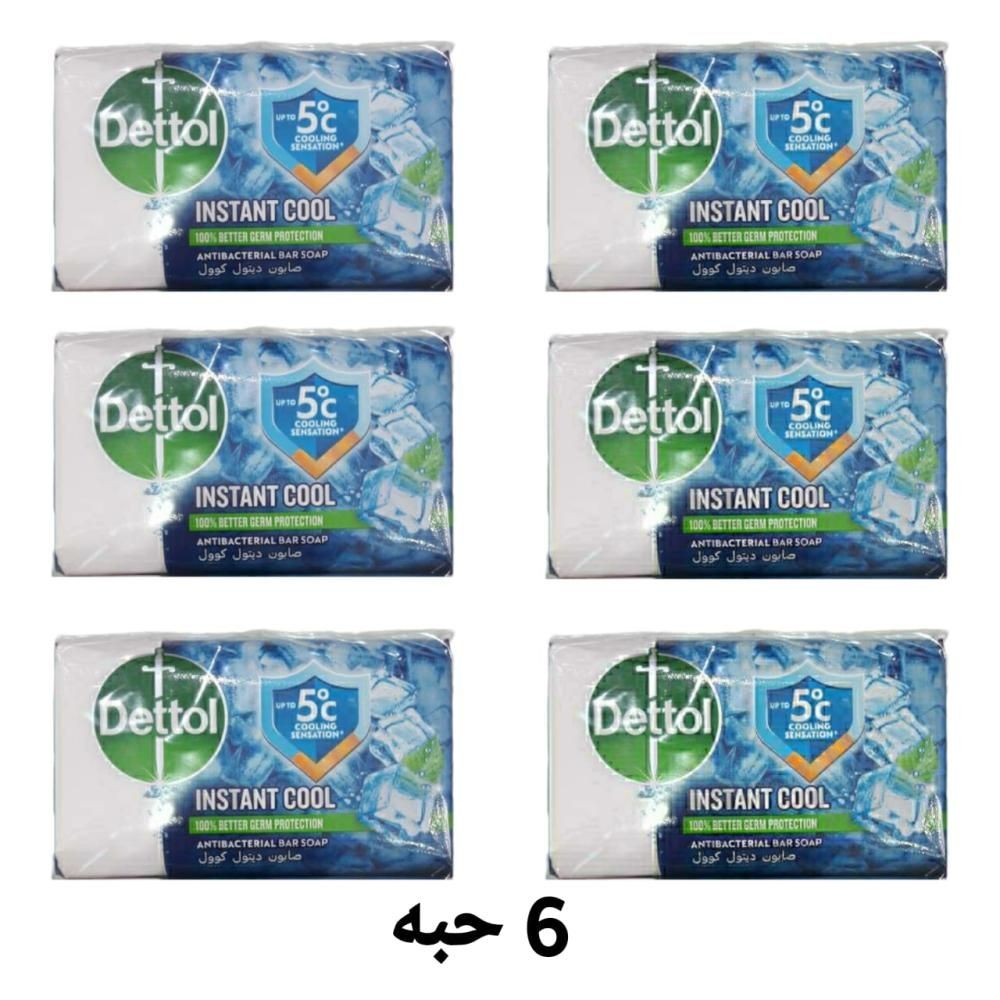 Dettol
UP TO 5°c
COOLING
SENSATION*
INSTANT COOL
100% BETTER GERM PROTECTION
ANTIBACTERIAL BAR SOAP
صابون ديتول كوول
Dettol
UP TO 5°c
COOLING
SENSATION*
INSTANT COOL
100% BETTER GERM PROTECTION
ANTIBACTERIAL BAR SOAP
صابون ديتول كوول
Dettol
UP TO 5°c
COOLING
SENSATION*
INSTANT COOL
100% BETTER GERM PROTECTION
ANTIBACTERIAL BAR SOAP
صابون ديتول كوول
Dettol
UP TO 5°c
COOLING
SENSATION*
INSTANT COOL
100% BETTER GERM PROTECTION
ANTIBACTERIAL BAR SOAP
صابون ديتول كوول
Dettol
UP TO 5°c
COOLING
SENSATION*
INSTANT COOL
100% BETTER GERM PROTECTION
ANTIBACTERIAL BAR SOAP
صابون ديتول كوول
Dettol
UP TO 5°c
COOLING
SENSATION*
INSTANT COOL
100% BETTER GERM PROTECTION
ANTIBACTERIAL BAR SOAP
صابون ديتول كوول
6 حبه